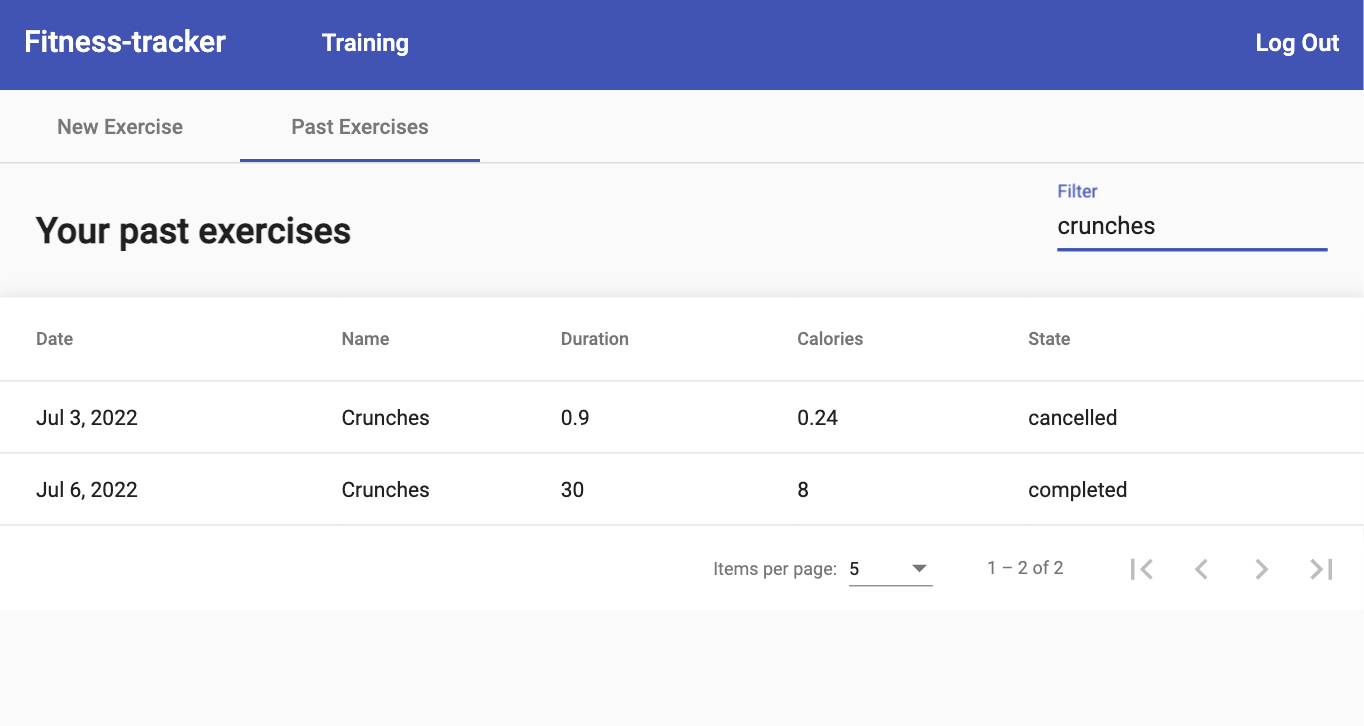 Fitness-tracker Training Log Out
New Exercise Past Exercises
Filter
Your past exercises crunches
Date Name Duration Calories State
Jul 3, 2022 Crunches 0.9 0.24 cancelled
Jul 6, 2022 Crunches 30 8 completed
Items per page: 5 1 – 2 of 2